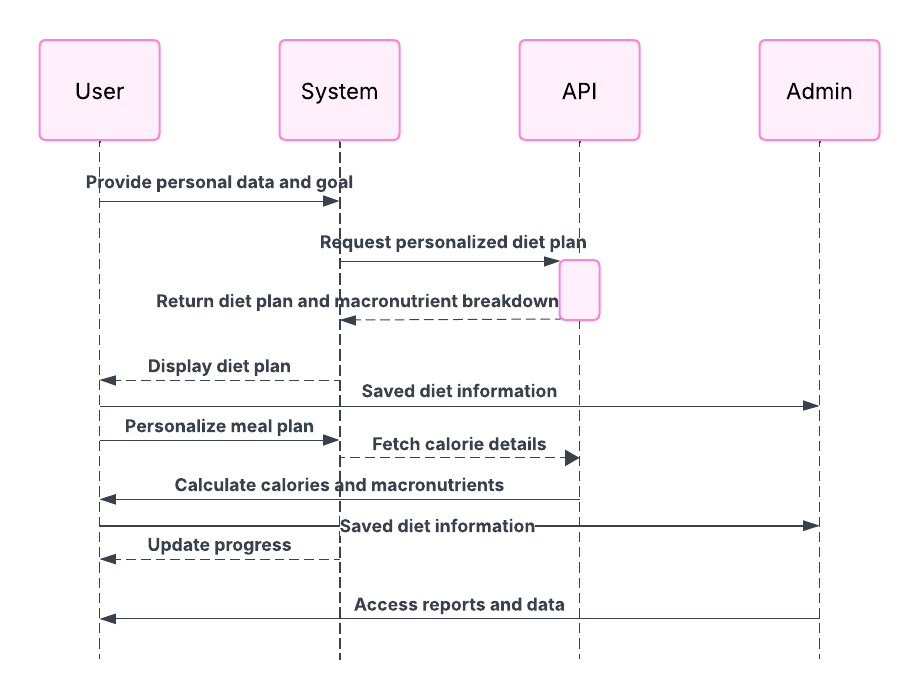 User
System
API
Admin
Provide personal data and goal
Request personalized diet plan
Return diet plan and macronutrient breakdown
Display diet plan
Saved diet information
Personalize meal plan
Fetch calorie details
Calculate calories and macronutrients
Saved diet information
Update progress
Access reports and data